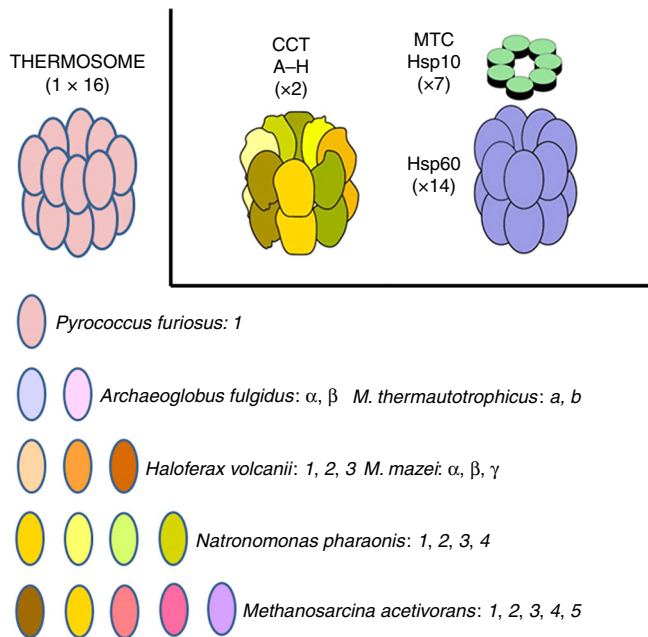 THERMOSOME
(1 × 16)
CCT
A–H
(×2)
MTC
Hsp10
(×7)
Hsp60
(×14)
Pyrococcus furiosus: 1
Archaeoglobus fulgidus: α, β M. thermautotrophicus: a, b
Haloferax volcanii: 1, 2, 3 M. mazei: α, β, γ
Natronomonas pharaonis: 1, 2, 3, 4
Methanosarcina acetivorans: 1, 2, 3, 4, 5